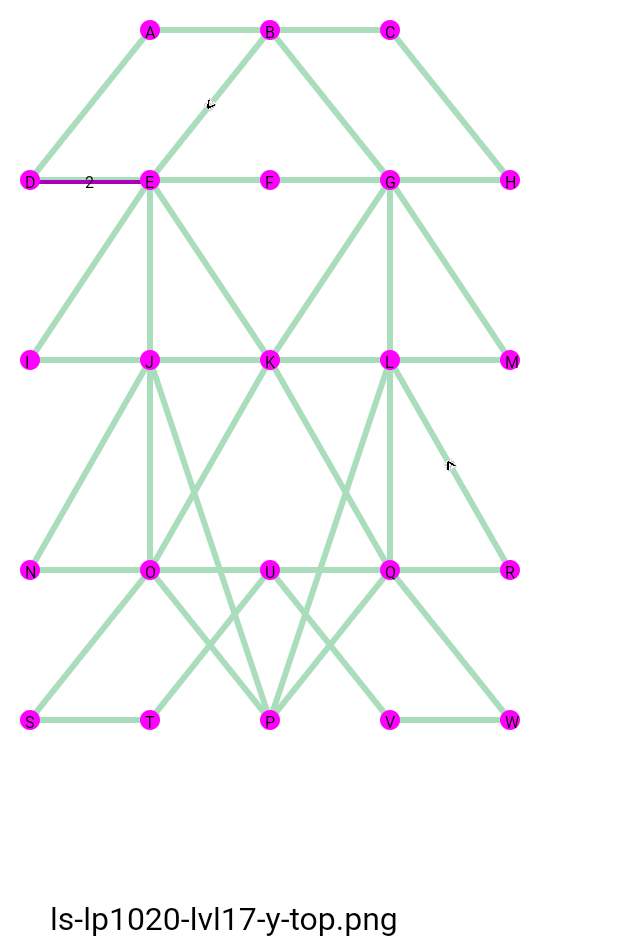 A B C
D 2 E F G H
I J K L M
N O U Q R
S T P V W
ls-lp1020-lvl17-y-top.png